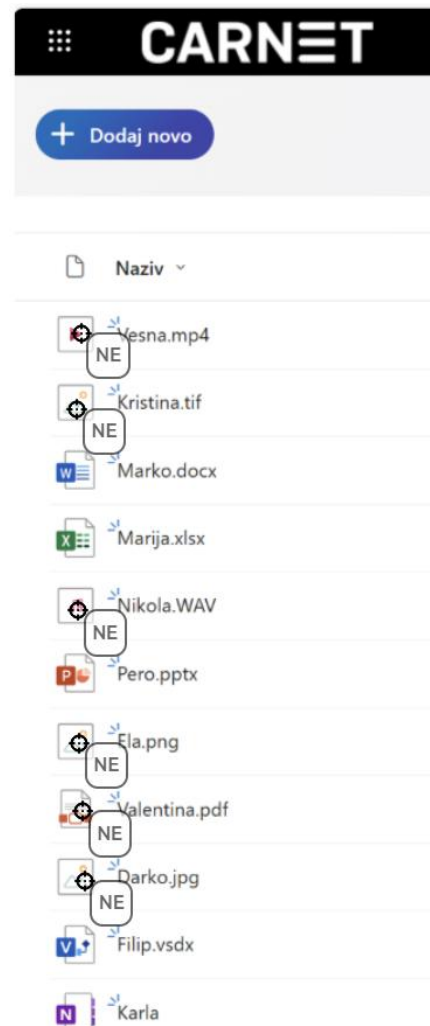 CARNET
+ Dodaj novo
Naziv
Vesna.mp4
NE
Kristina.tif
NE
W Marko.docx
X Marija.xlsx
Nikola.WAV
NE
P Pero.pptx
Ela.png
NE
Valentina.pdf
NE
Darko.jpg
NE
V Filip.vsdx
N Karla